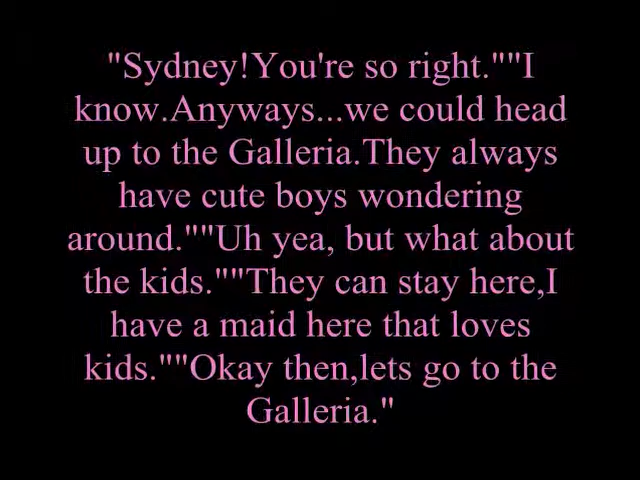 "Sydney!You're so right.""I
know.Anyways...we could head
up to the Galleria.They always
have cute boys wondering
around.""Uh yea, but what about
the kids.""They can stay here,I
have a maid here that loves
kids.""Okay then,lets go to the
Galleria."